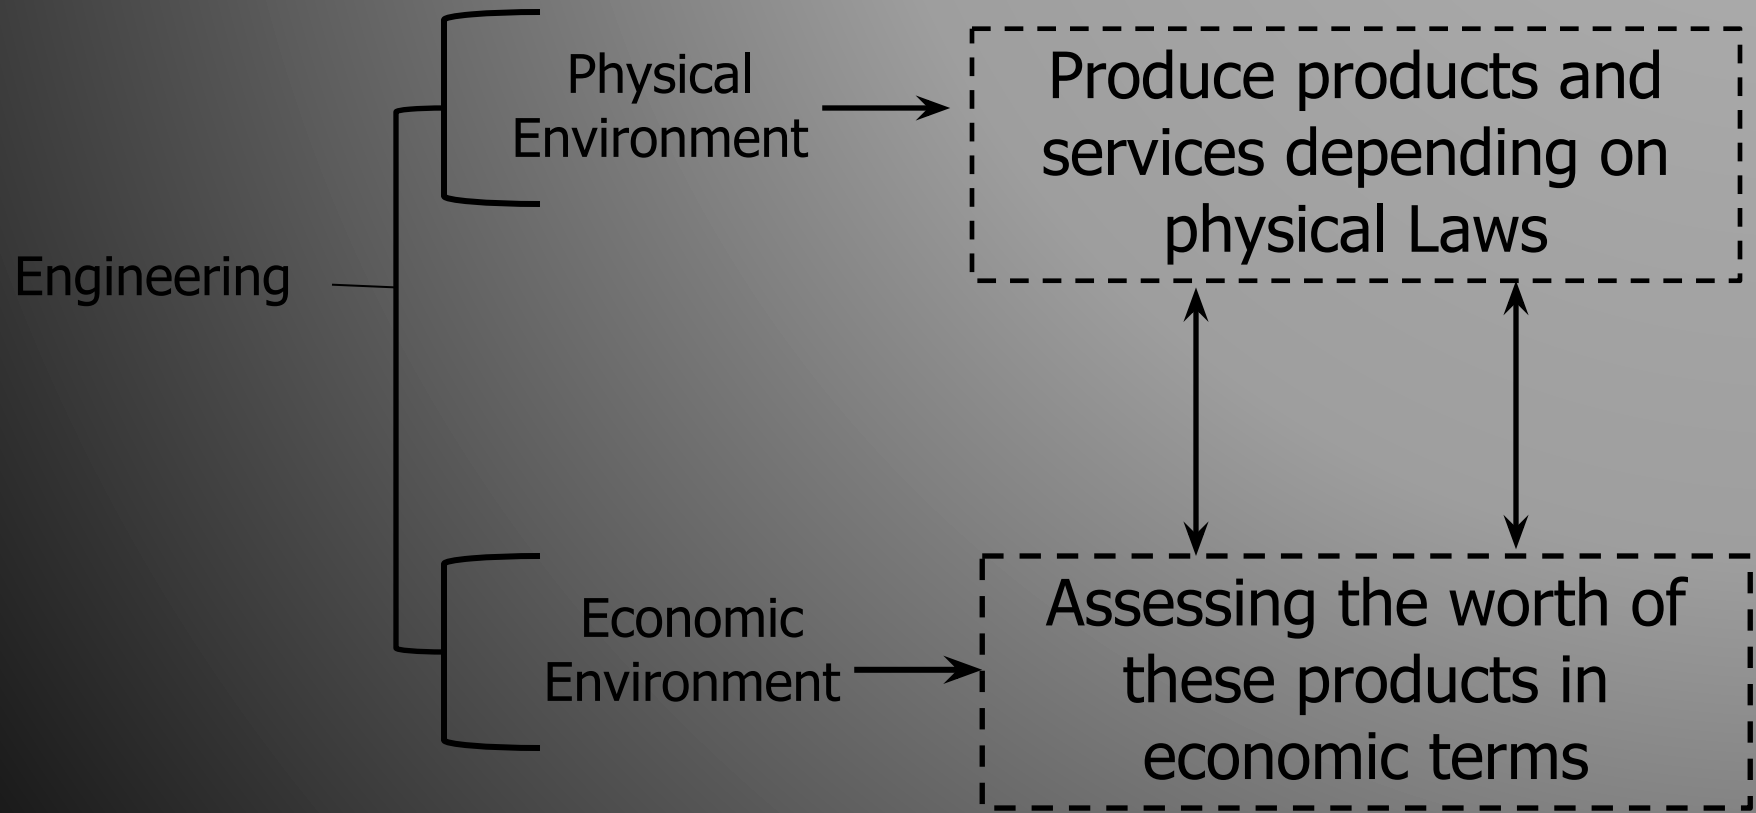 Physical
Environment
Produce products and
services depending on
physical Laws
Engineering
Economic
Environment
Assessing the worth of
these products in
economic terms